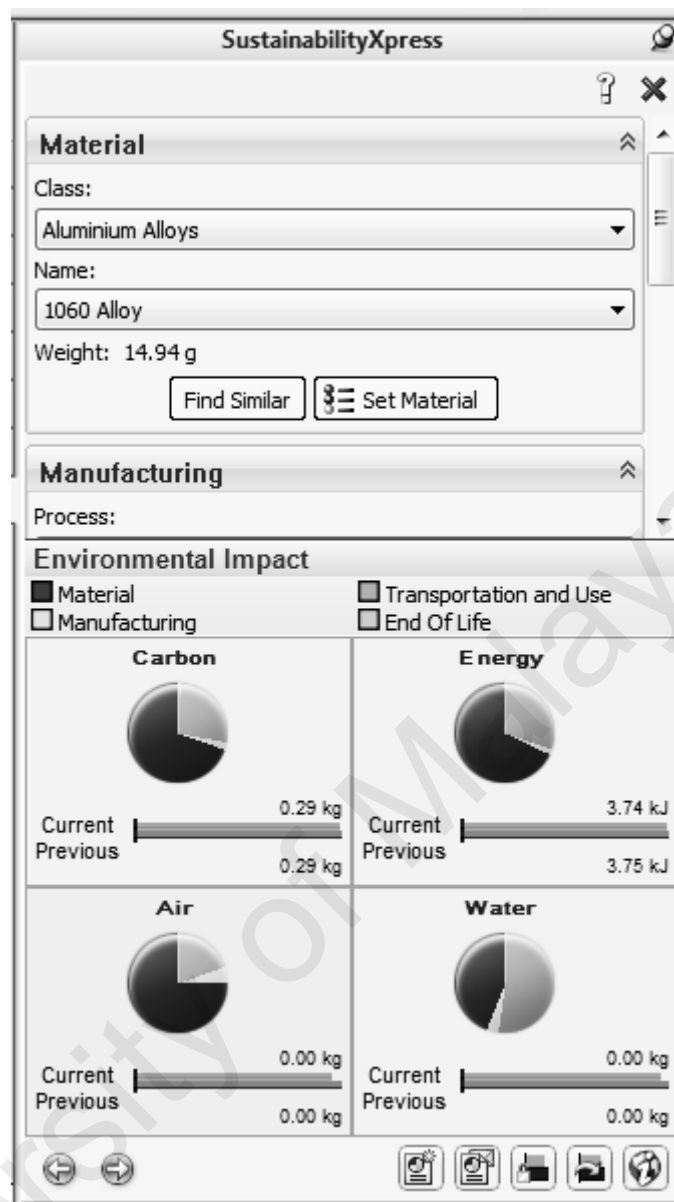 SustainabilityXpress
Material
Class:
Aluminium Alloys
Name:
1060 Alloy
Weight: 14.94 g
Find Similar Set Material
Manufacturing
Process:
Environmental Impact
Material Transportation and Use
Manufacturing End Of Life
Carbon Energy
0.29 kg 3.74 kJ
Current Current
Previous Previous
0.29 kg 3.75 kJ
Air Water
0.00 kg 0.00 kg
Current Current
Previous Previous
0.00 kg 0.00 kg
University of Malaya